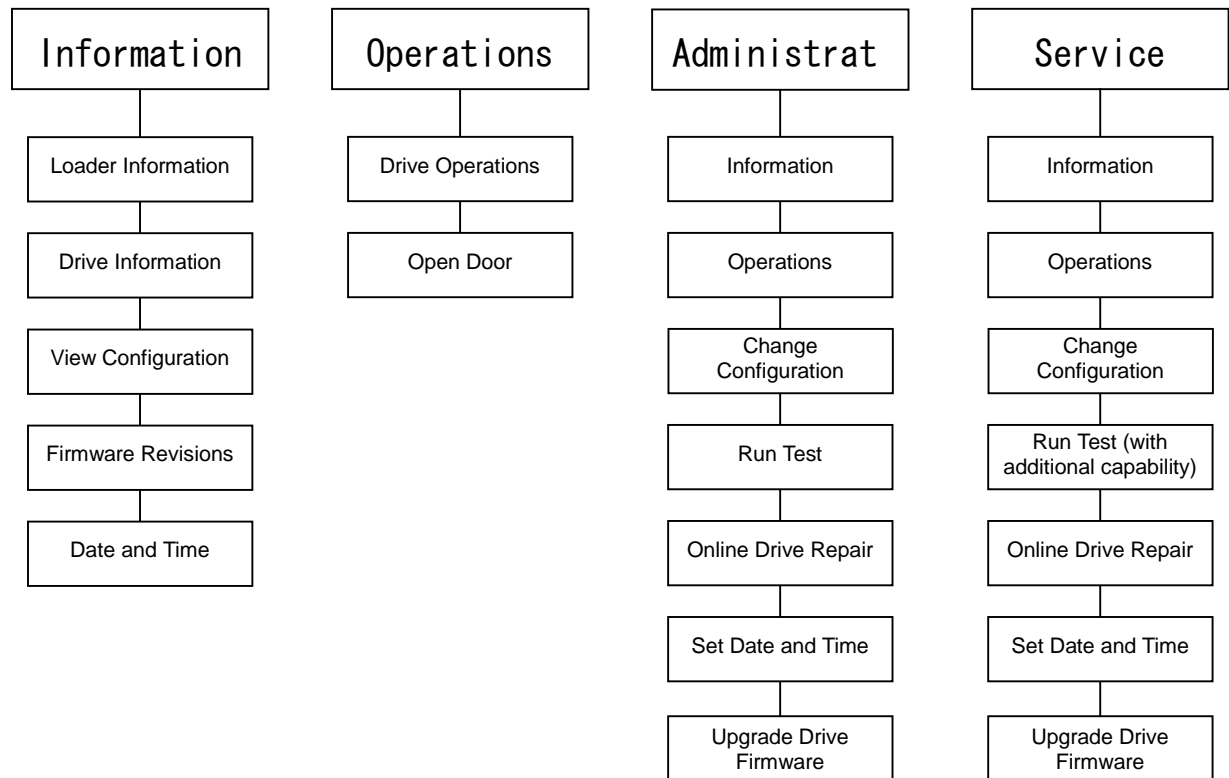 Information
Loader Information
Drive Information
View Configuration
Firmware Revisions
Date and Time
Operations
Drive Operations
Open Door
Administrat
Information
Operations
Change
Configuration
Run Test
Online Drive Repair
Set Date and Time
Upgrade Drive
Firmware
Service
Information
Operations
Change
Configuration
Run Test (with
additional capability)
Online Drive Repair
Set Date and Time
Upgrade Drive
Firmware